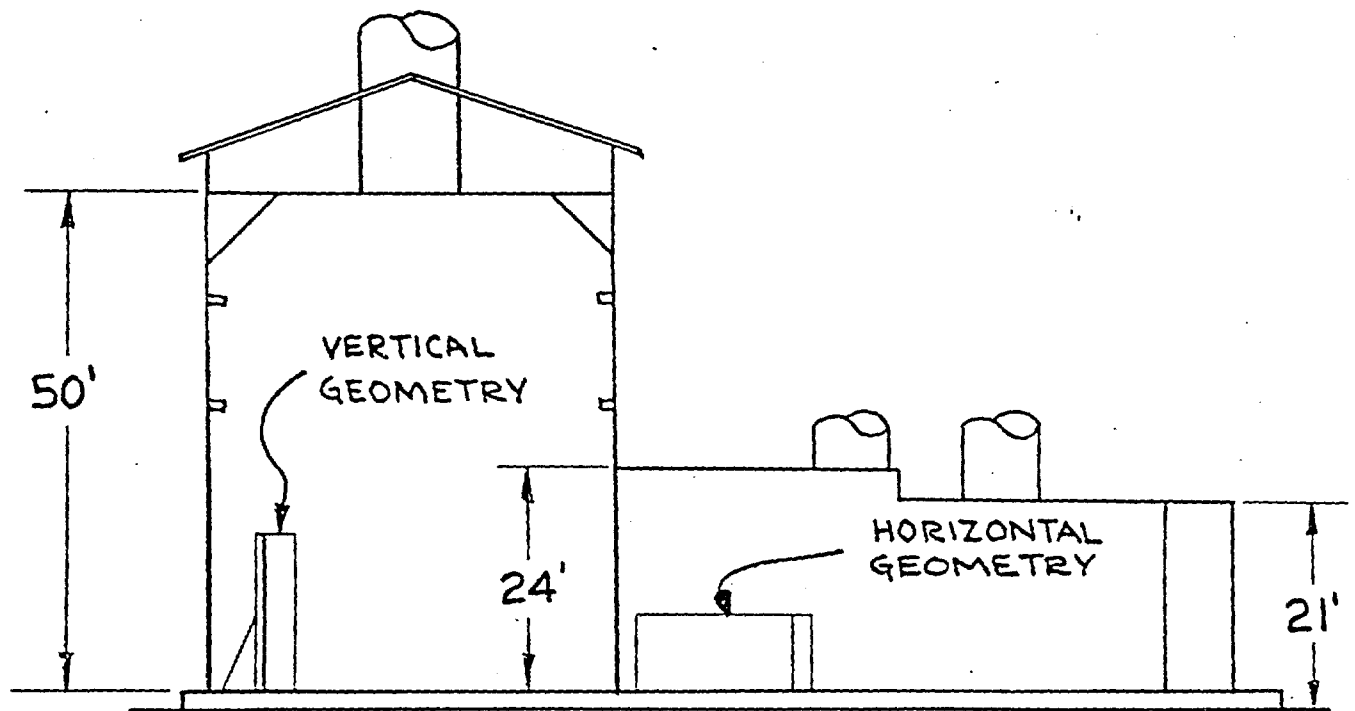 VERTICAL
GEOMETRY
50'
HORIZONTAL
GEOMETRY
24'
21'